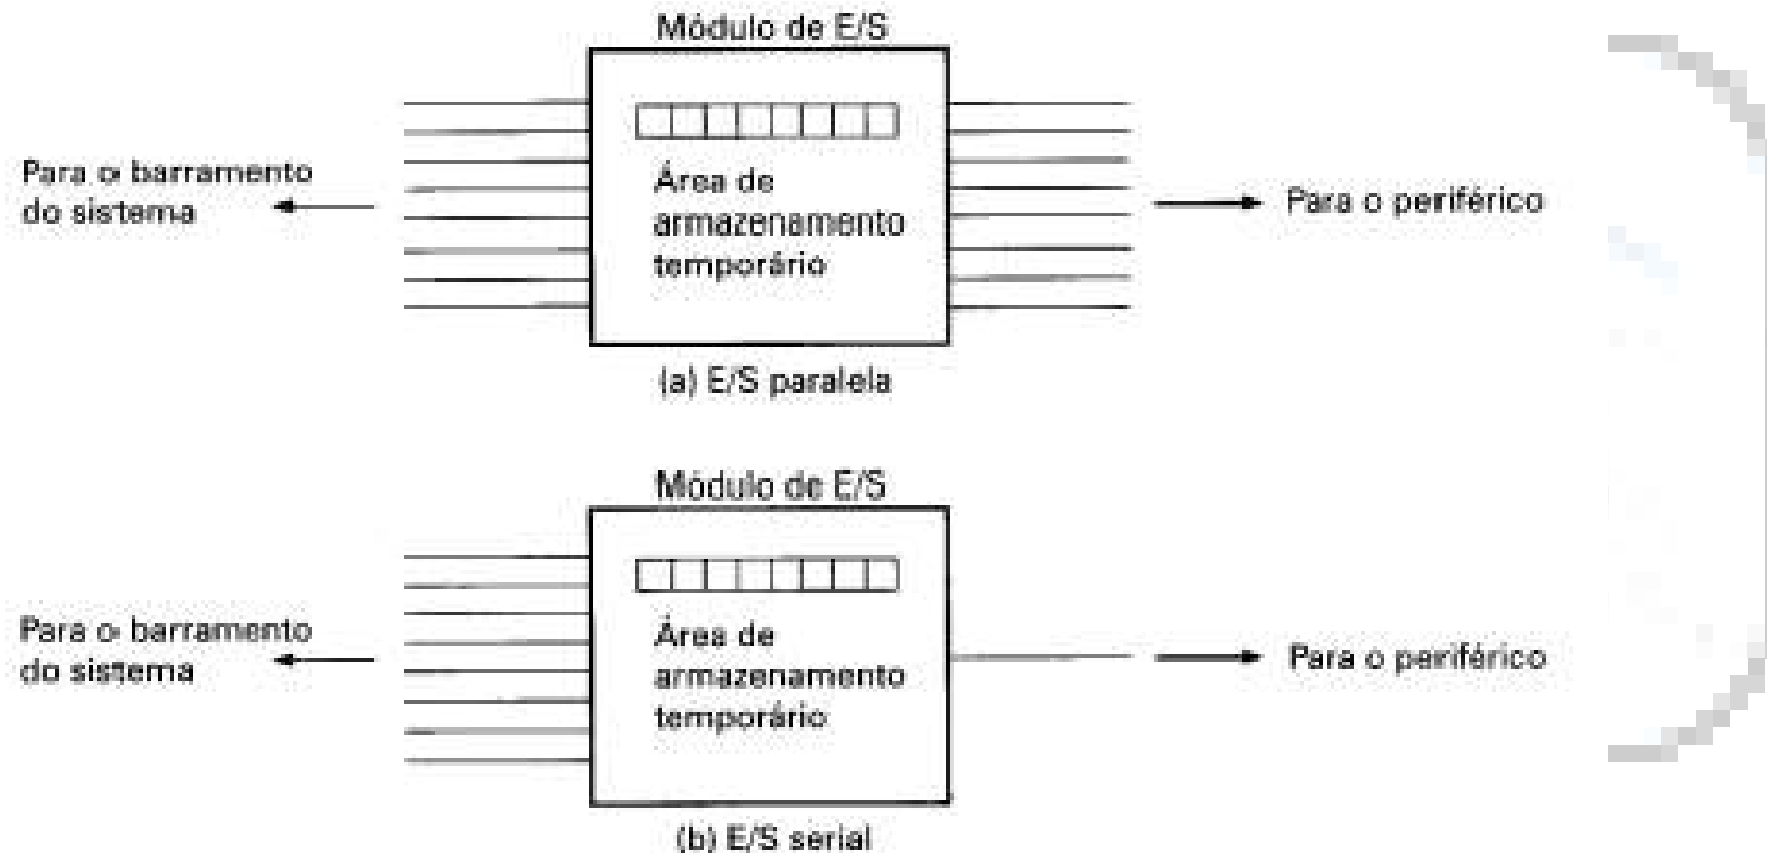 Módulo de E/S
Para o barramento
do sistema
Área de
armazenamento
temporário
Para o periférico
(a) E/S paralela
Módulo de E/S
Para o barramento
do sistema
Área de
armazenamento
temporário
Para o periférico
(b) E/S serial